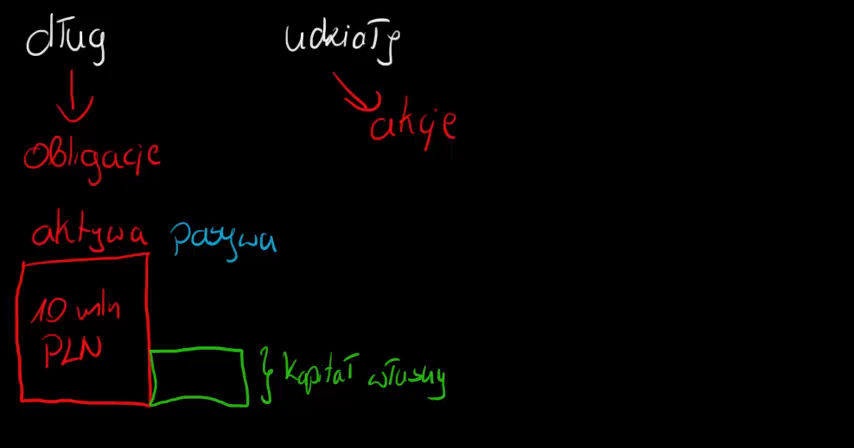 dług
udziały
obligacje
akcje
aktywa
pasywa
10 mln
PLN
kapitał własny